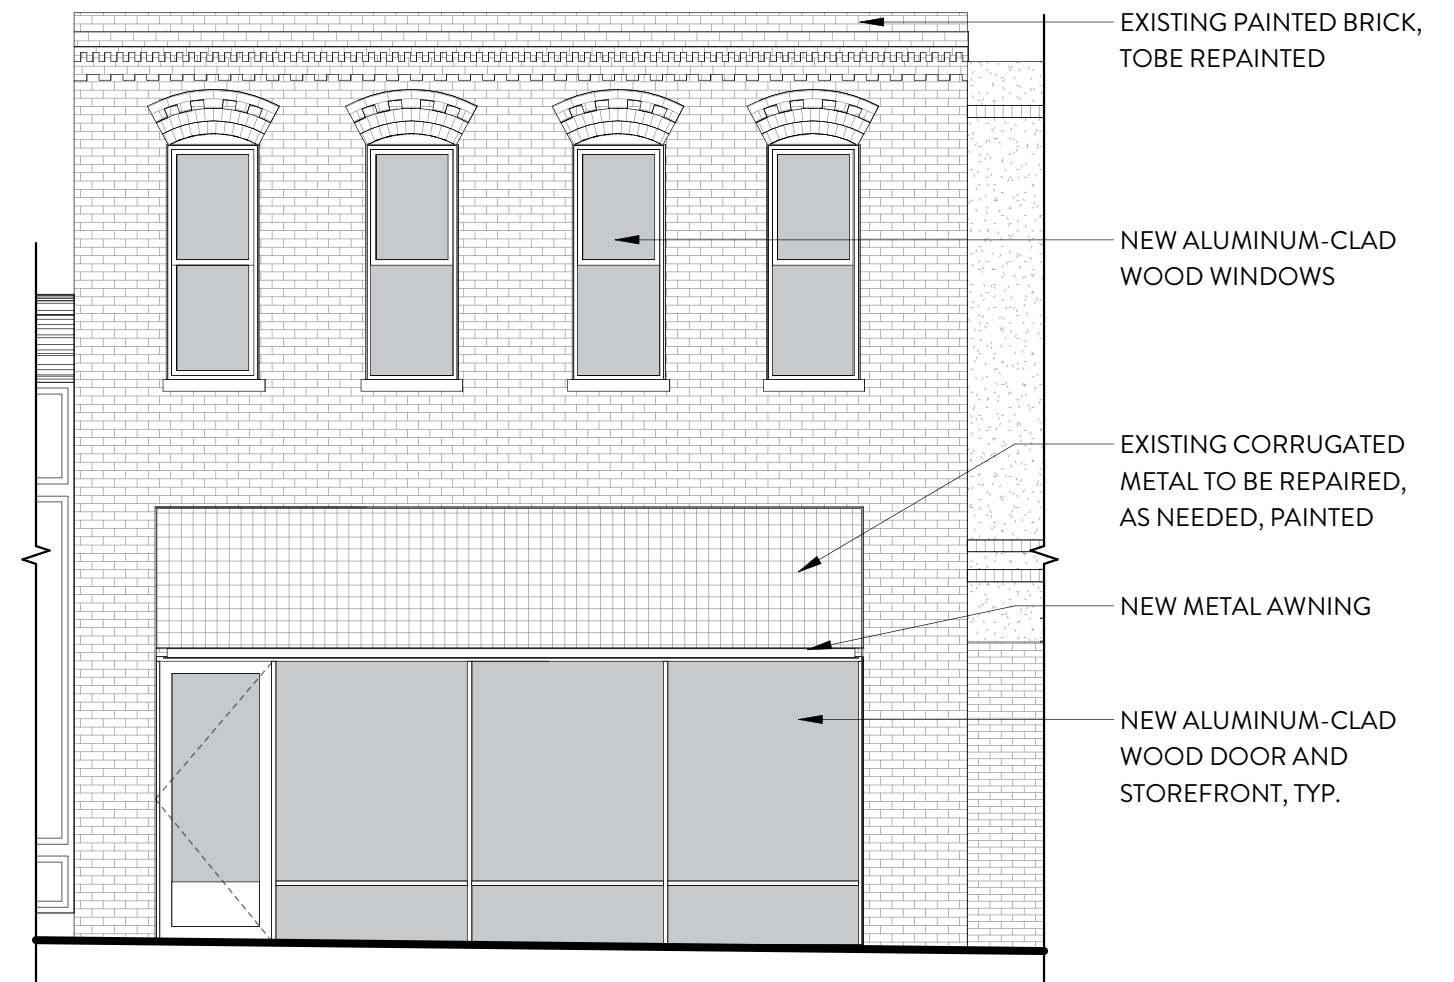 EXISTING PAINTED BRICK,
TOBE REPAINTED
NEW ALUMINUM-CLAD
WOOD WINDOWS
EXISTING CORRUGATED
METAL TO BE REPAIRED,
AS NEEDED, PAINTED
NEW METAL AWNING
NEW ALUMINUM-CLAD
WOOD DOOR AND
STOREFRONT, TYP.